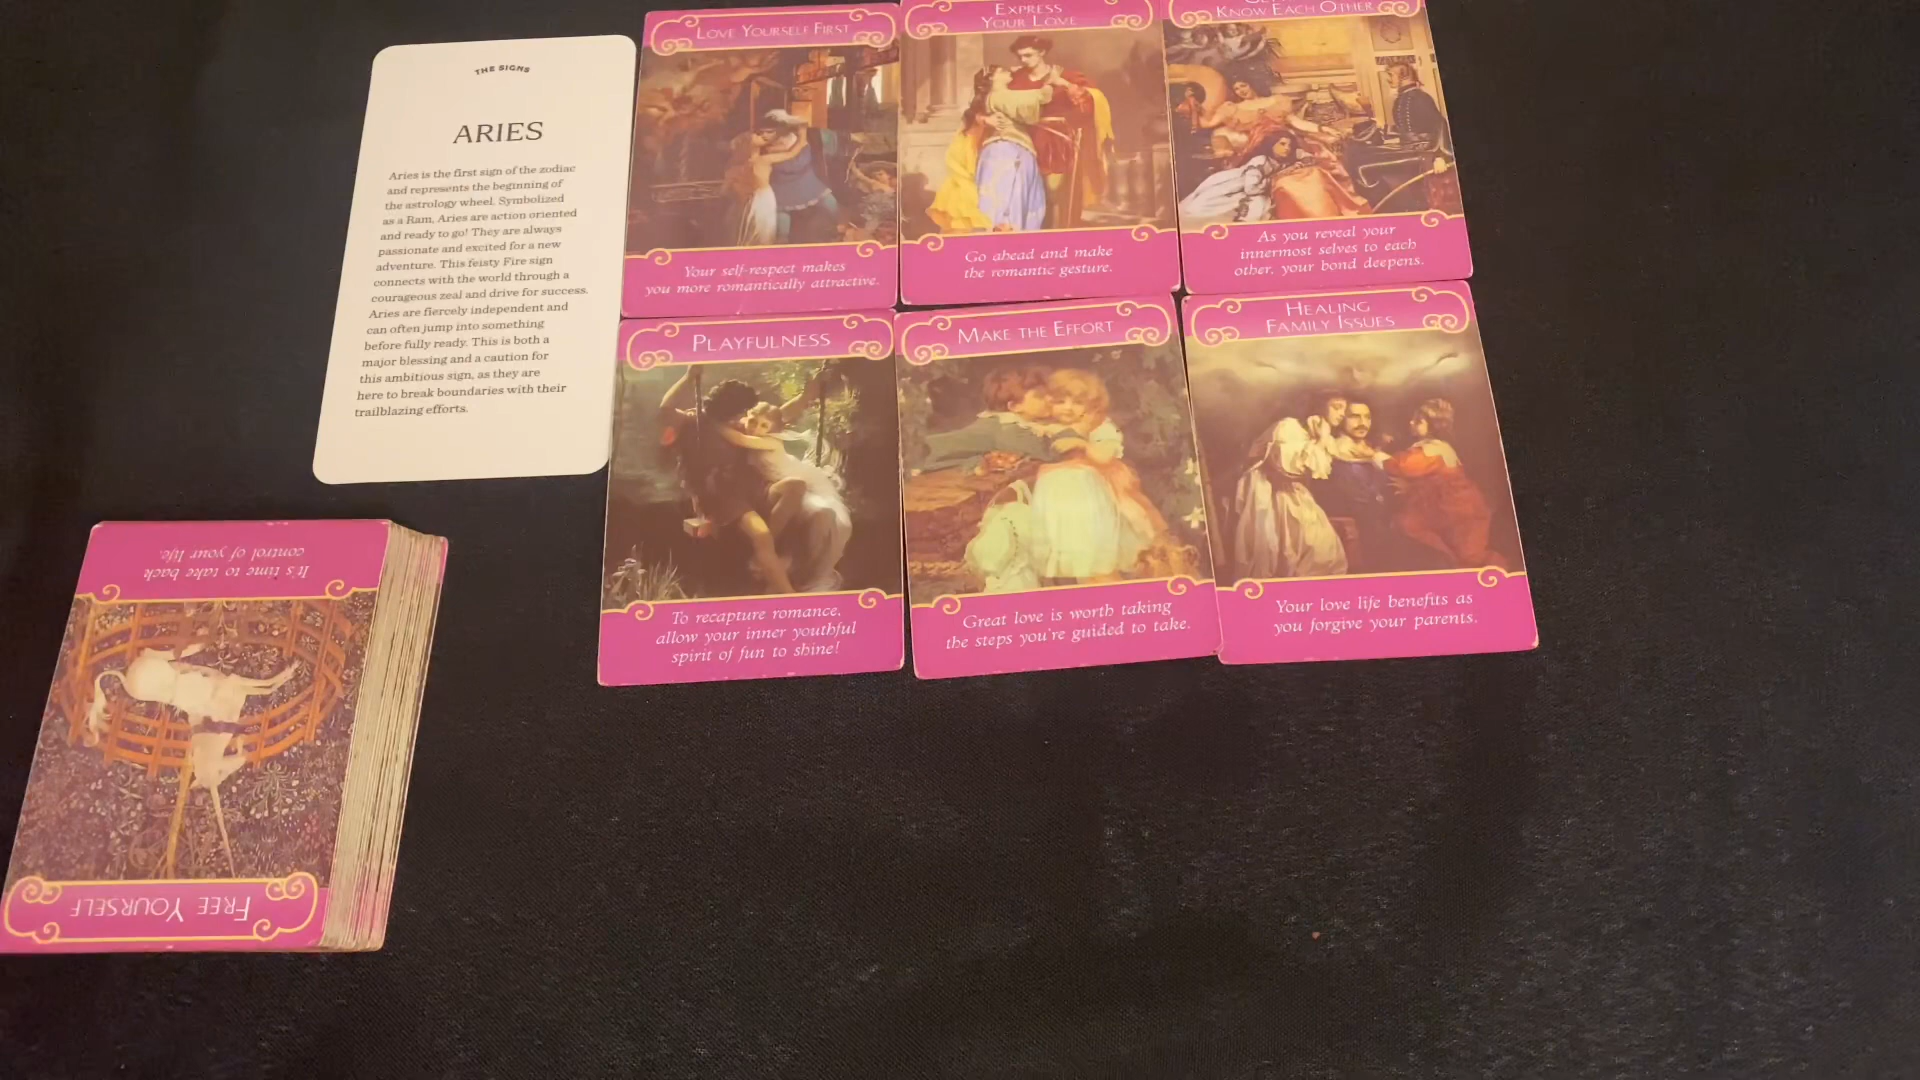 THE SIGNS
ARIES
Aries is the first sign of the zodiac
and represents the beginning of
the astrology wheel. Symbolized
as a Ram, Aries are action oriented
and ready to go! They are always
passionate and excited for a new
adventure. This feisty Fire sign
connects with the world through a
courageous zeal and drive for success.
Aries are fiercely independent and
can often jump into something
before fully ready. This is both a
major blessing and a caution for
this ambitious sign, as they are
here to break boundaries with their
trailblazing efforts.
LOVE YOURSELF FIRST
Your self-respect makes
you more romantically attractive.
EXPRESS
YOUR LOVE
Go ahead and make
the romantic gesture.
KNOW EACH OTHER
As you reveal your
innermost selves to each
other, your bond deepens.
PLAYFULNESS
To recapture romance,
allow your inner youthful
spirit of fun to shine!
MAKE THE EFFORT
Great love is worth taking
the steps you're guided to take.
HEALING
FAMILY ISSUES
Your love life benefits as
you forgive your parents.
FREE YOURSELF
It's time to take back
control of your life.